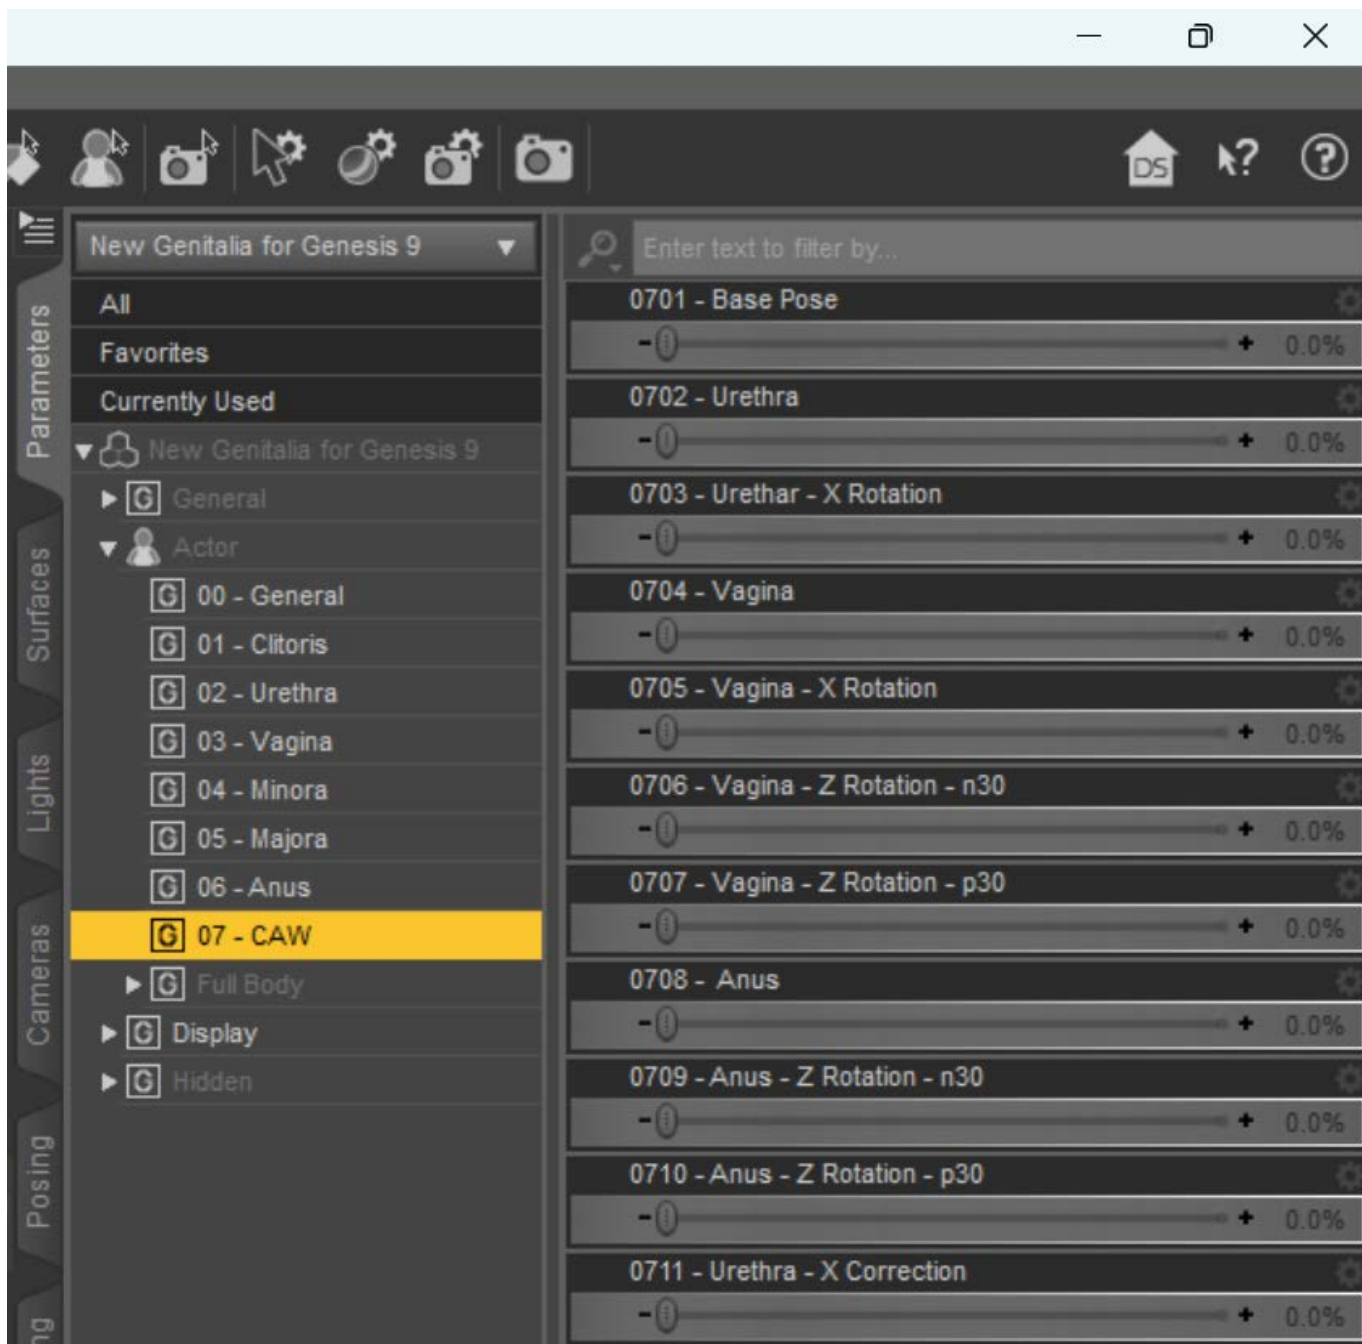 DS
?
?
New Genitalia for Genesis 9
Enter text to filter by...
All
Favorites
Currently Used
New Genitalia for Genesis 9
G General
Actor
G 00 - General
G 01 - Clitoris
G 02 - Urethra
G 03 - Vagina
G 04 - Minora
G 05 - Majora
G 06 - Anus
G 07 - CAW
G Full Body
G Display
G Hidden
Parameters
Surfaces
Lights
Cameras
Posing
ng
0701 - Base Pose
- + 0.0%
0702 - Urethra
- + 0.0%
0703 - Urethar - X Rotation
- + 0.0%
0704 - Vagina
- + 0.0%
0705 - Vagina - X Rotation
- + 0.0%
0706 - Vagina - Z Rotation - n30
- + 0.0%
0707 - Vagina - Z Rotation - p30
- + 0.0%
0708 - Anus
- + 0.0%
0709 - Anus - Z Rotation - n30
- + 0.0%
0710 - Anus - Z Rotation - p30
- + 0.0%
0711 - Urethra - X Correction
- + 0.0%